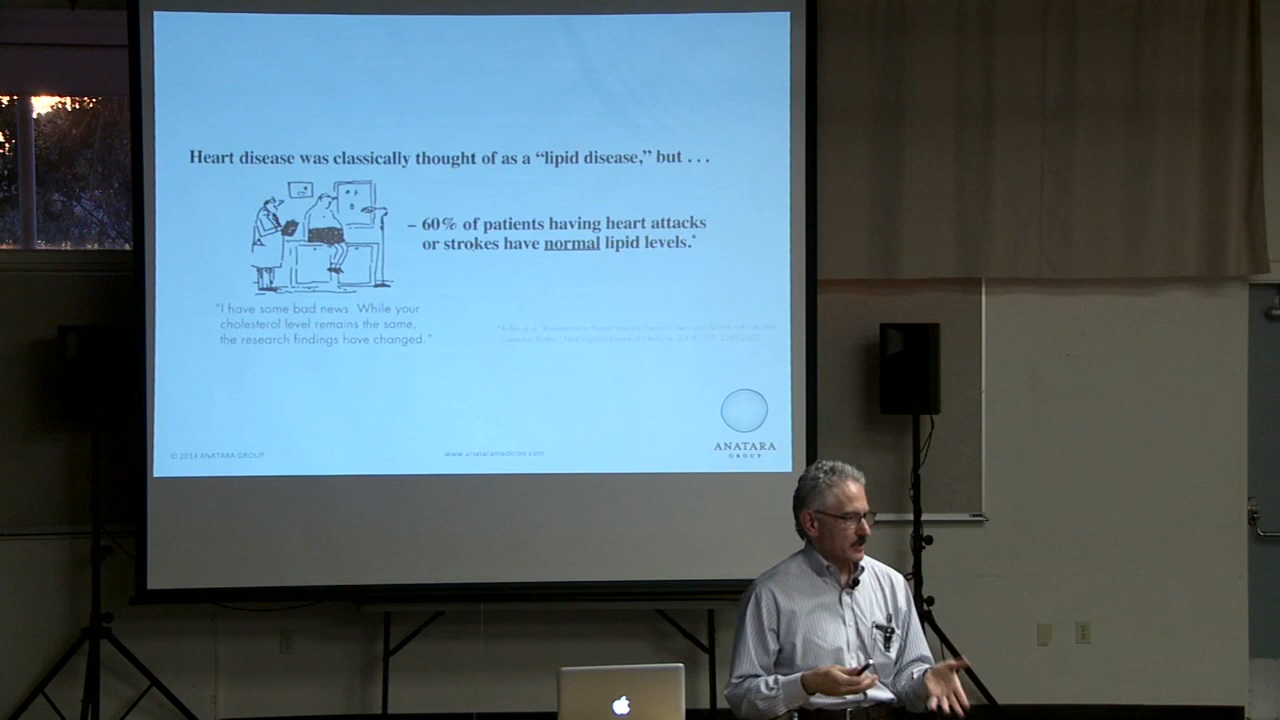 Heart disease was classically thought of as a “lipid disease,” but . . .
– 60% of patients having heart attacks
or strokes have normal lipid levels.*
“I have some bad news. While your
cholesterol level remains the same,
the research findings have changed.”
ANATARA
GROUP
© 2014 ANATARA GROUP
www.anataramedicine.com